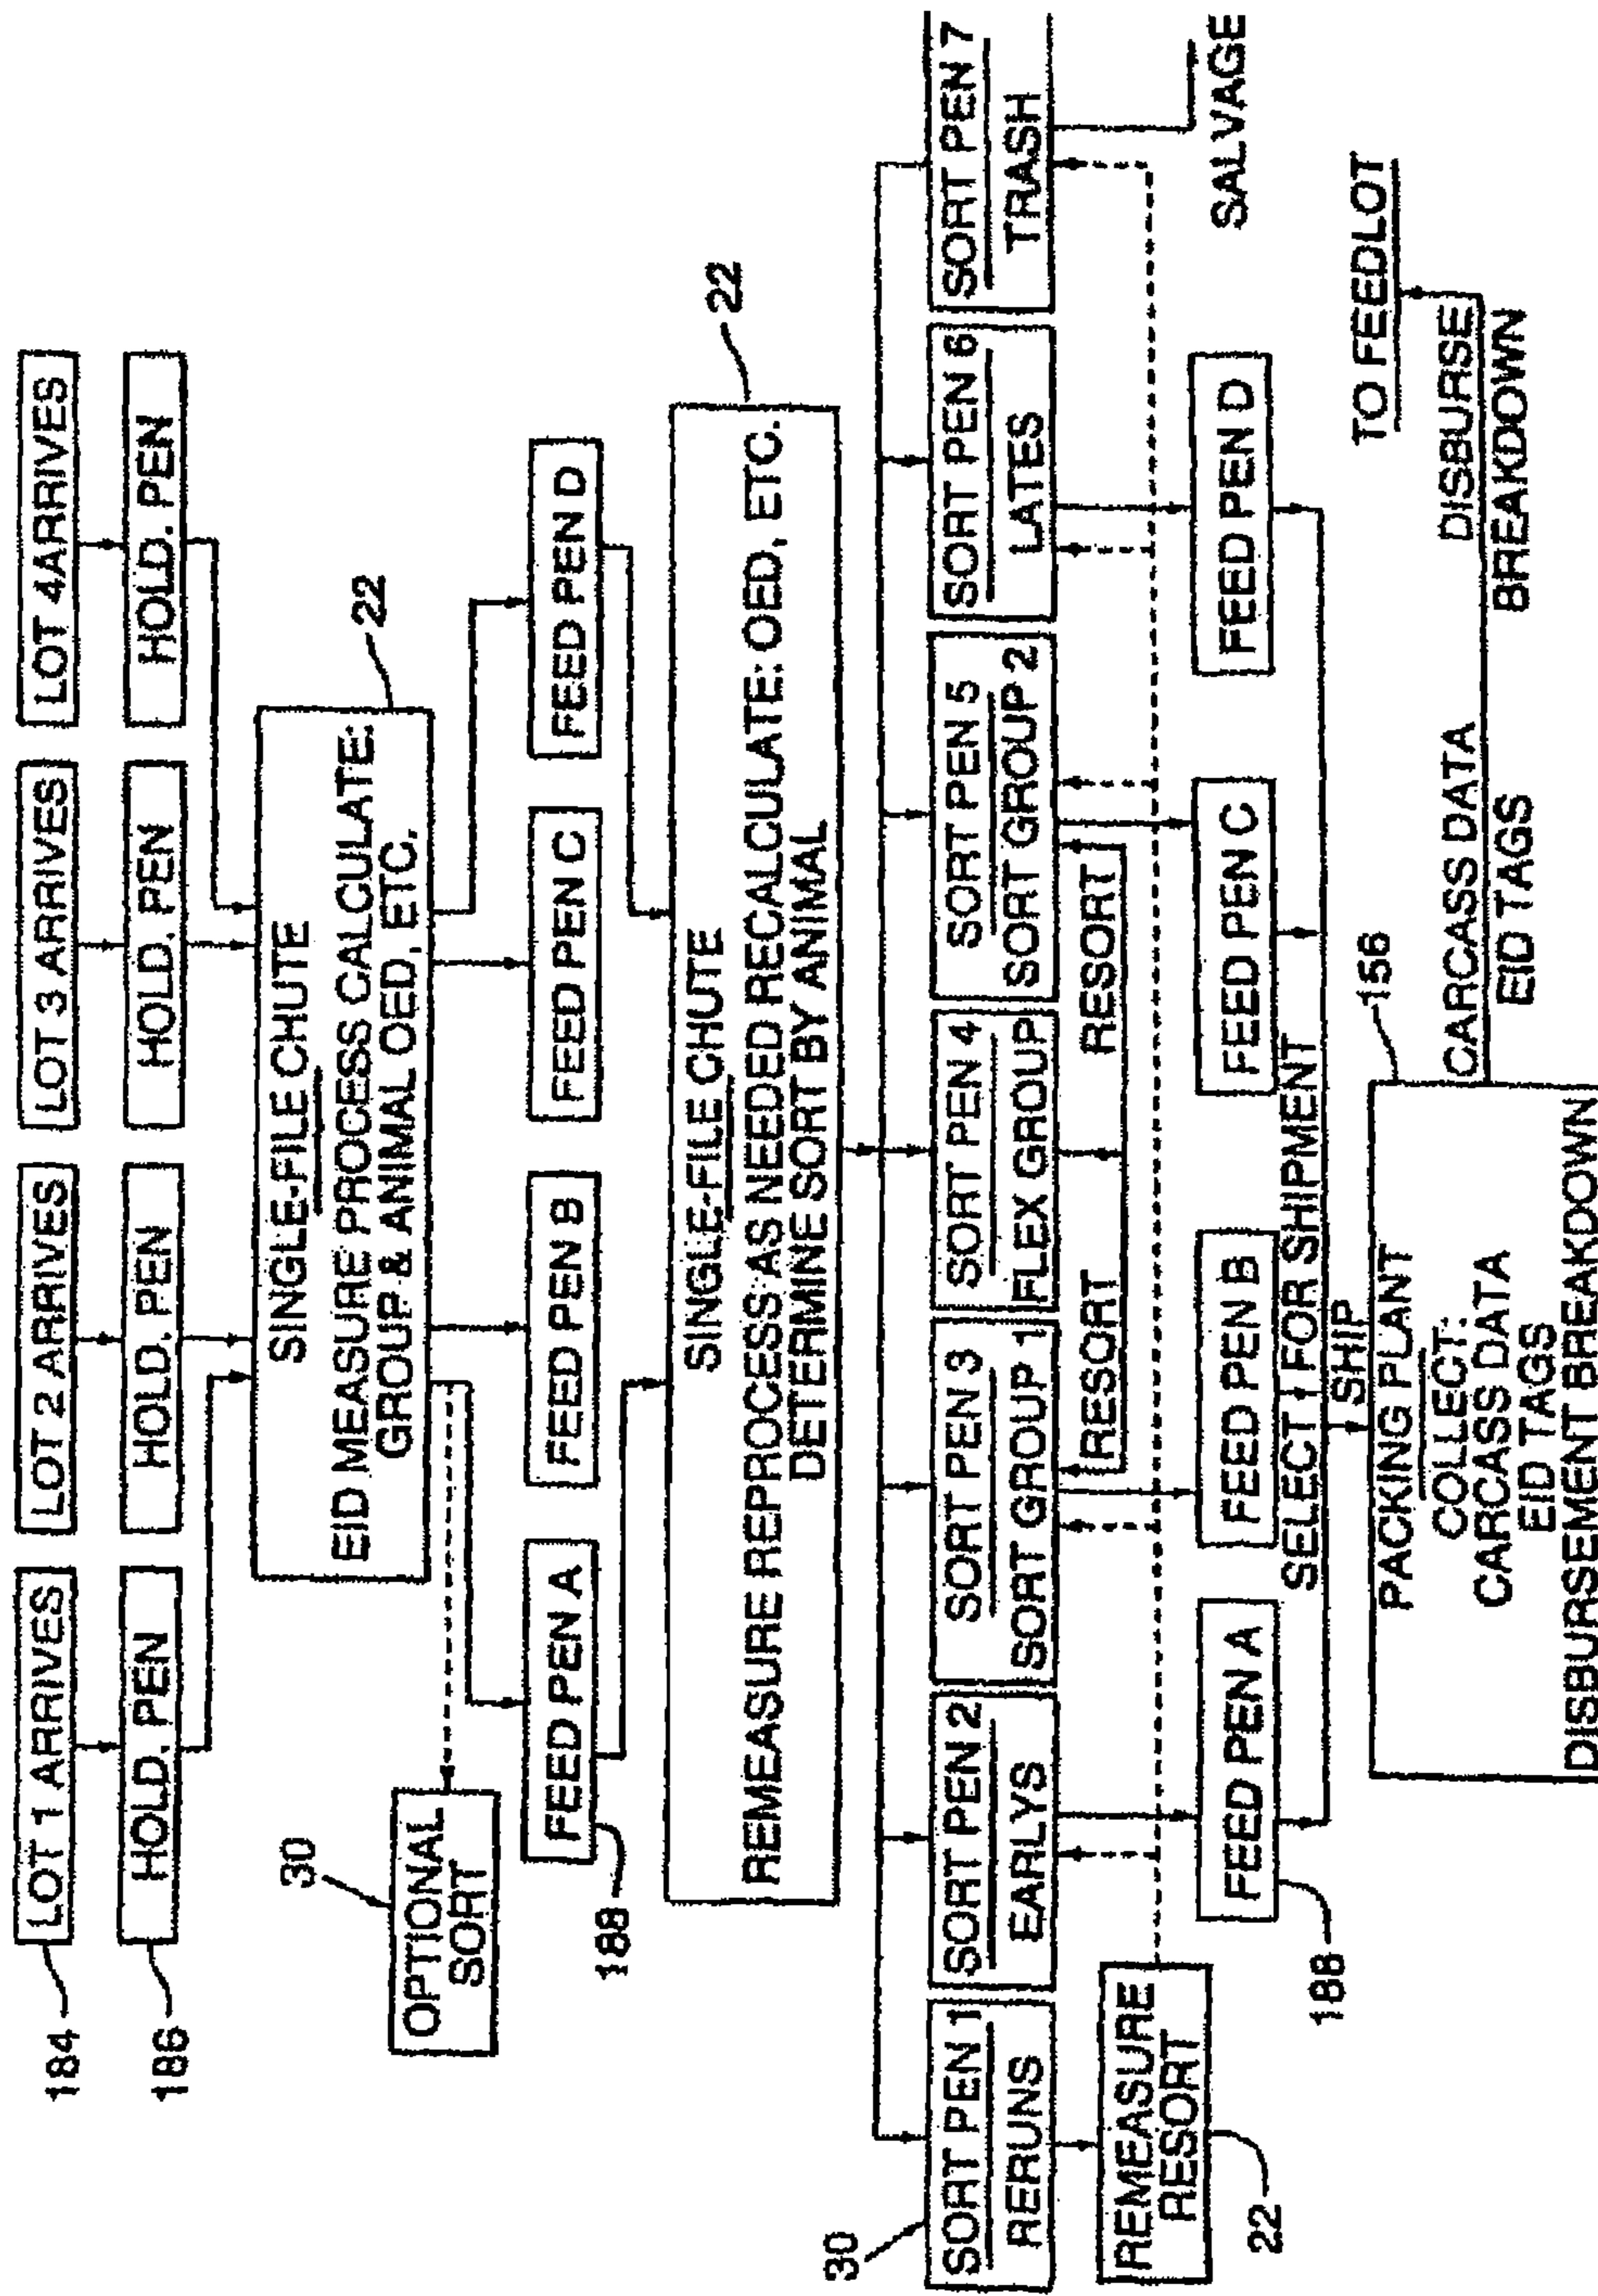 184
LOT 1 ARRIVES
LOT 2 ARRIVES
LOT 3 ARRIVES
LOT 4ARRIVES
186
HOLD. PEN
HOLD. PEN
HOLD. PEN
HOLD. PEN
SINGLE-FILE CHUTE
EID MEASURE PROCESS CALCULATE:
GROUP & ANIMAL OED, ETC.
22
30
OPTIONAL
SORT
FEED PEN A
FEED PEN B
FEED PEN C
FEED PEN D
188
SINGLE-FILE CHUTE
REMEASURE REPROCESS AS NEEDED RECALCULATE: OED, ETC.
DETERMINE SORT BY ANIMAL
22
30
SORT PEN 1
RERUNS
SORT PEN 2
EARLYS
SORT PEN 3
SORT GROUP 1
SORT PEN 4
FLEX GROUP
SORT PEN 5
SORT GROUP 2
SORT PEN 6
LATES
SORT PEN 7
TRASH
RESORT
RESORT
REMEASURE
RESORT
22
SALVAGE
FEED PEN A
FEED PEN B
FEED PEN C
FEED PEN D
188
SELECT FOR SHIPMENT
SHIP
PACKING PLANT
COLLECT:
CARCASS DATA
EID TAGS
DISBURSEMENT BREAKDOWN
156
CARCASS DATA
EID TAGS
DISBURSE
BREAKDOWN
TO FEEDLOT